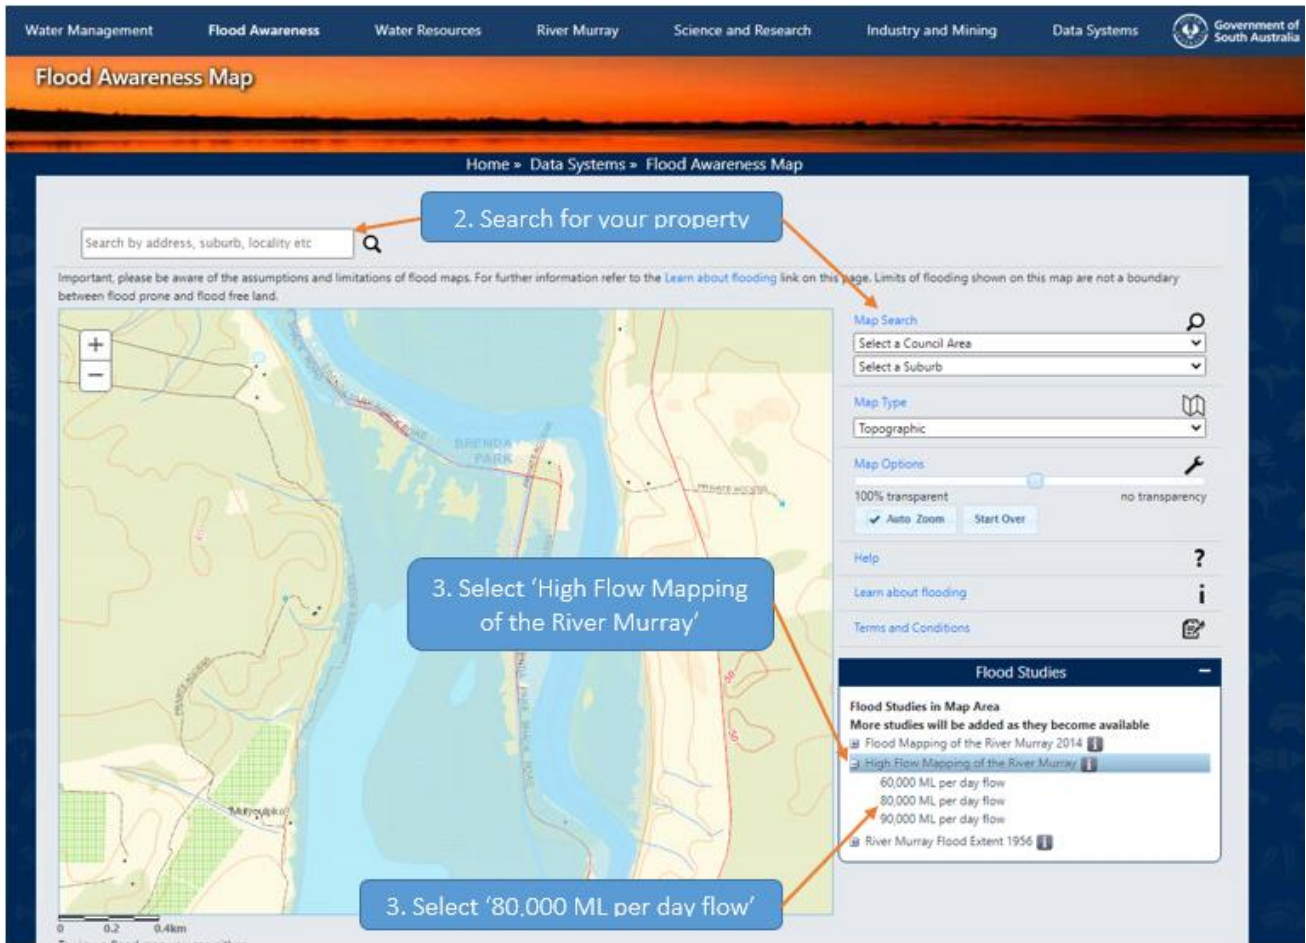 Water Management
Flood Awareness
Water Resources
River Murray
Science and Research
Industry and Mining
Data Systems
Government of
South Australia
Flood Awareness Map
Home » Data Systems » Flood Awareness Map
2. Search for your property
Search by address, suburb, locality etc
Important, please be aware of the assumptions and limitations of flood maps. For further information refer to the Learn about flooding link on this page. Limits of flooding shown on this map are not a boundary
between flood prone and flood free land.
+
−
BRENDA
PARK
PRIVATE ACCESS
PRIVATE ACCESS
PRIVATE ACCESS
Map Search
Select a Council Area
Select a Suburb
Map Type
Topographic
Map Options
100% transparent
no transparency
Auto Zoom
Start Over
Help
?
Learn about flooding
i
Terms and Conditions
3. Select ‘High Flow Mapping
of the River Murray’
Flood Studies
−
Flood Studies in Map Area
More studies will be added as they become available
Flood Mapping of the River Murray 2014
High Flow Mapping of the River Murray
60,000 ML per day flow
80,000 ML per day flow
90,000 ML per day flow
River Murray Flood Extent 1956
3. Select ‘80,000 ML per day flow’
0 0.2 0.4km